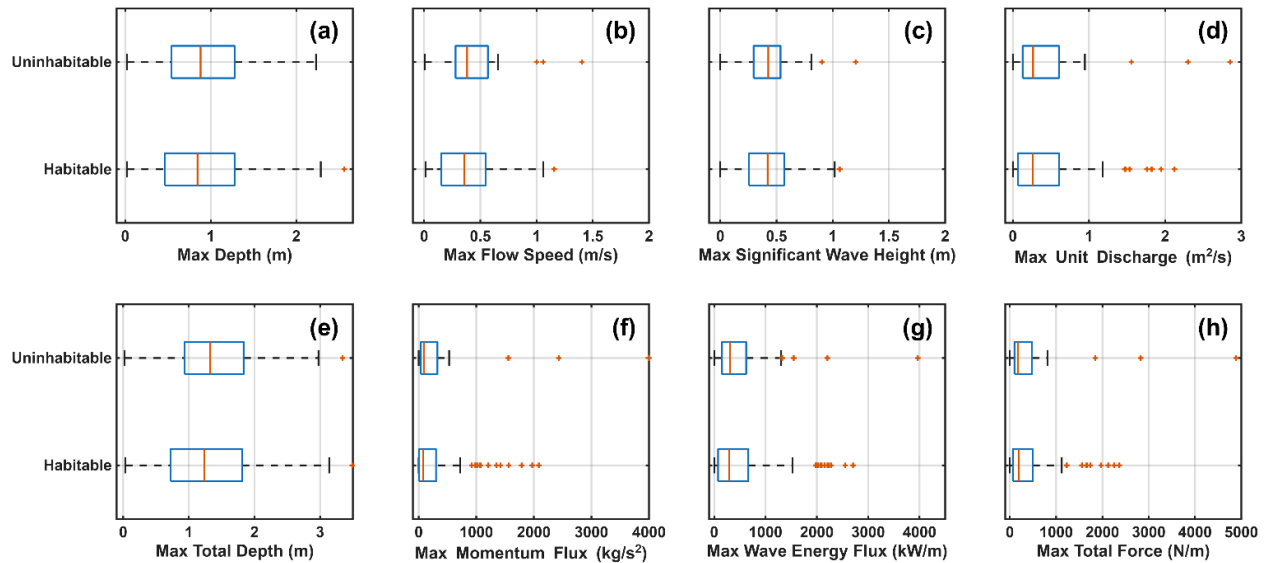 (a) (b) (c) (d)
Uninhabitable
Habitable
0 1 2 0 0.5 1 1.5 2 0 0.5 1 1.5 2 0 1 2 3
Max Depth (m) Max Flow Speed (m/s) Max Significant Wave Height (m) Max Unit Discharge (m²/s)
(e) (f) (g) (h)
Uninhabitable
Habitable
0 1 2 3 0 1000 2000 3000 4000 0 1000 2000 3000 4000 0 1000 2000 3000 4000 5000
Max Total Depth (m) Max Momentum Flux (kg/s²) Max Wave Energy Flux (kW/m) Max Total Force (N/m)